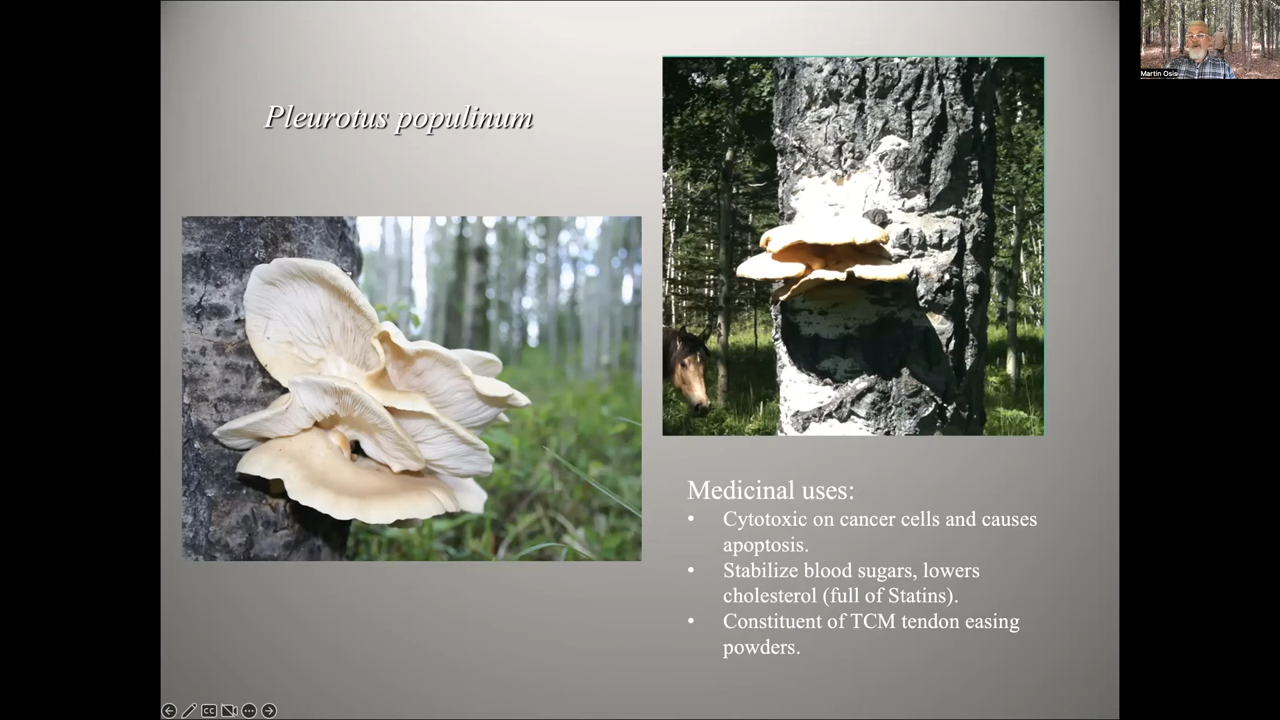 Pleurotus populinum
Martin Osis
Medicinal uses:
• Cytotoxic on cancer cells and causes
apoptosis.
• Stabilize blood sugars, lowers
cholesterol (full of Statins).
• Constituent of TCM tendon easing
powders.
CC